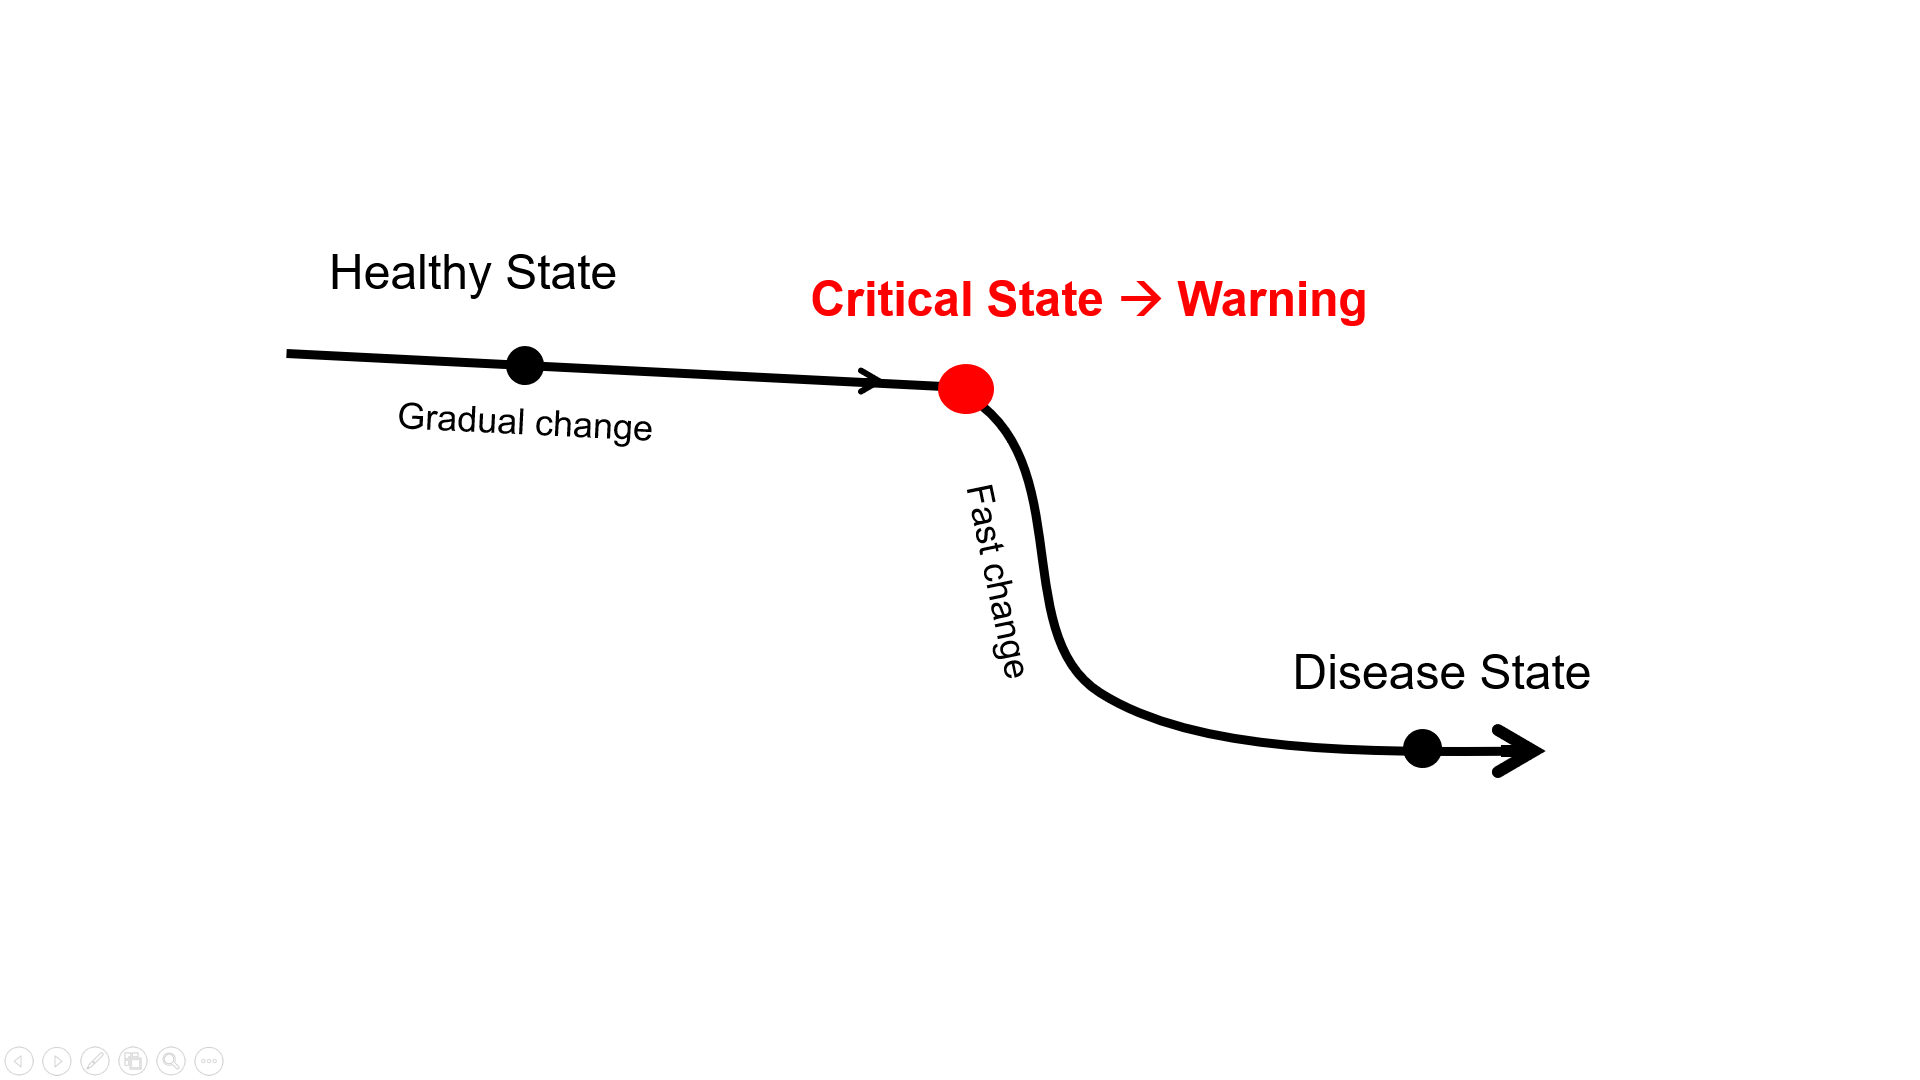 Healthy State
Critical State → Warning
Gradual change
Fast change
Disease State